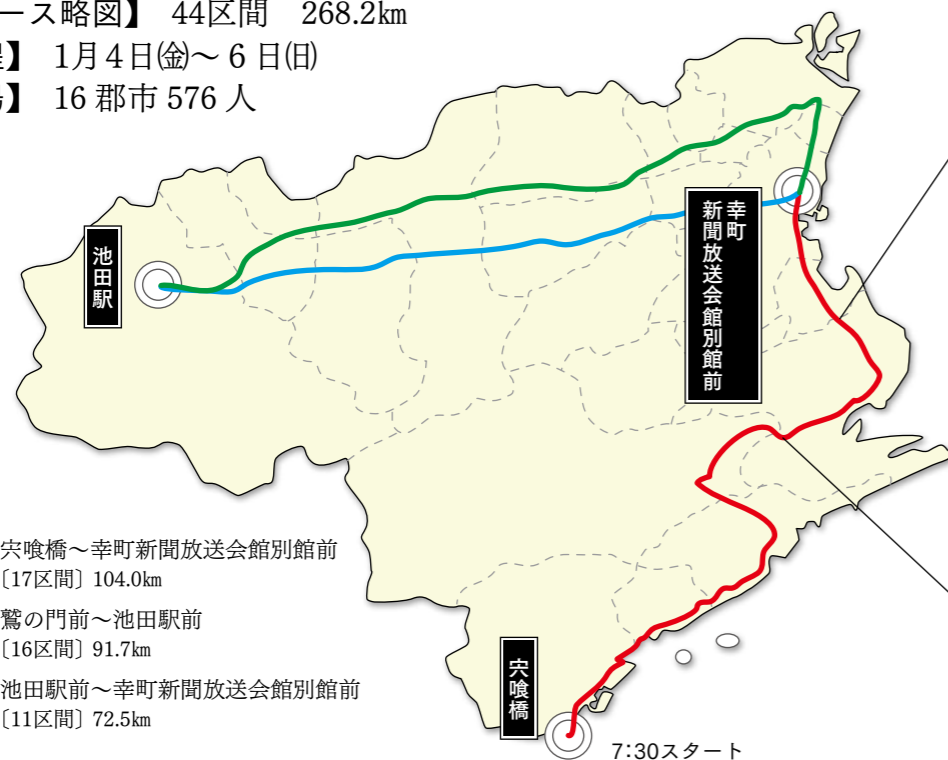 ース略図】 44区間 268.2㎞
】 1月4日㈮～6日㈰
】 16郡市576人
池田駅
幸町
新聞放送会館別館前
宍喰橋～幸町新聞放送会館別館前
〔17区間〕104.0㎞
鷲の門前～池田駅前
〔16区間〕91.7㎞
池田駅前～幸町新聞放送会館別館前
〔11区間〕72.5㎞
宍喰橋
7:30スタート